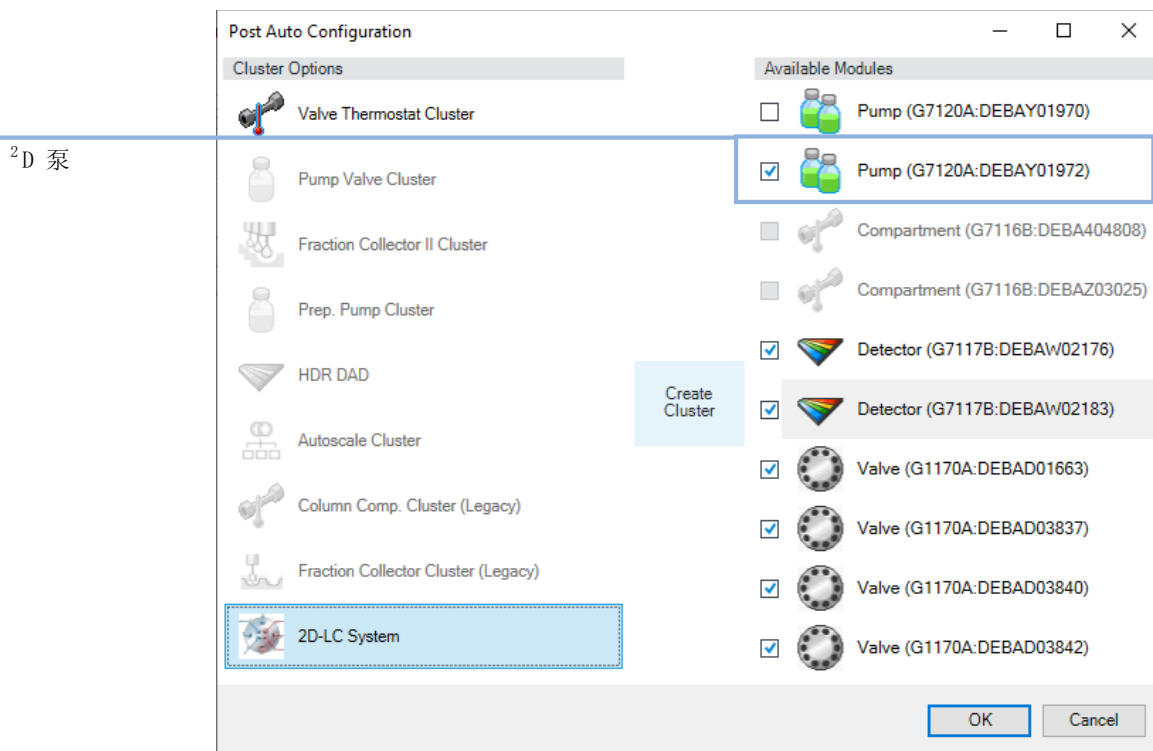 Post Auto Configuration
Cluster Options
Valve Thermostat Cluster
²D 泵
Pump Valve Cluster
Fraction Collector II Cluster
Prep. Pump Cluster
HDR DAD
Autoscale Cluster
Column Comp. Cluster (Legacy)
Fraction Collector Cluster (Legacy)
2D-LC System
Create
Cluster
Available Modules
Pump (G7120A:DEBAY01970)
Pump (G7120A:DEBAY01972)
Compartment (G7116B:DEBA404808)
Compartment (G7116B:DEBAZ03025)
Detector (G7117B:DEBAW02176)
Detector (G7117B:DEBAW02183)
Valve (G1170A:DEBAD01663)
Valve (G1170A:DEBAD03837)
Valve (G1170A:DEBAD03840)
Valve (G1170A:DEBAD03842)
OK
Cancel